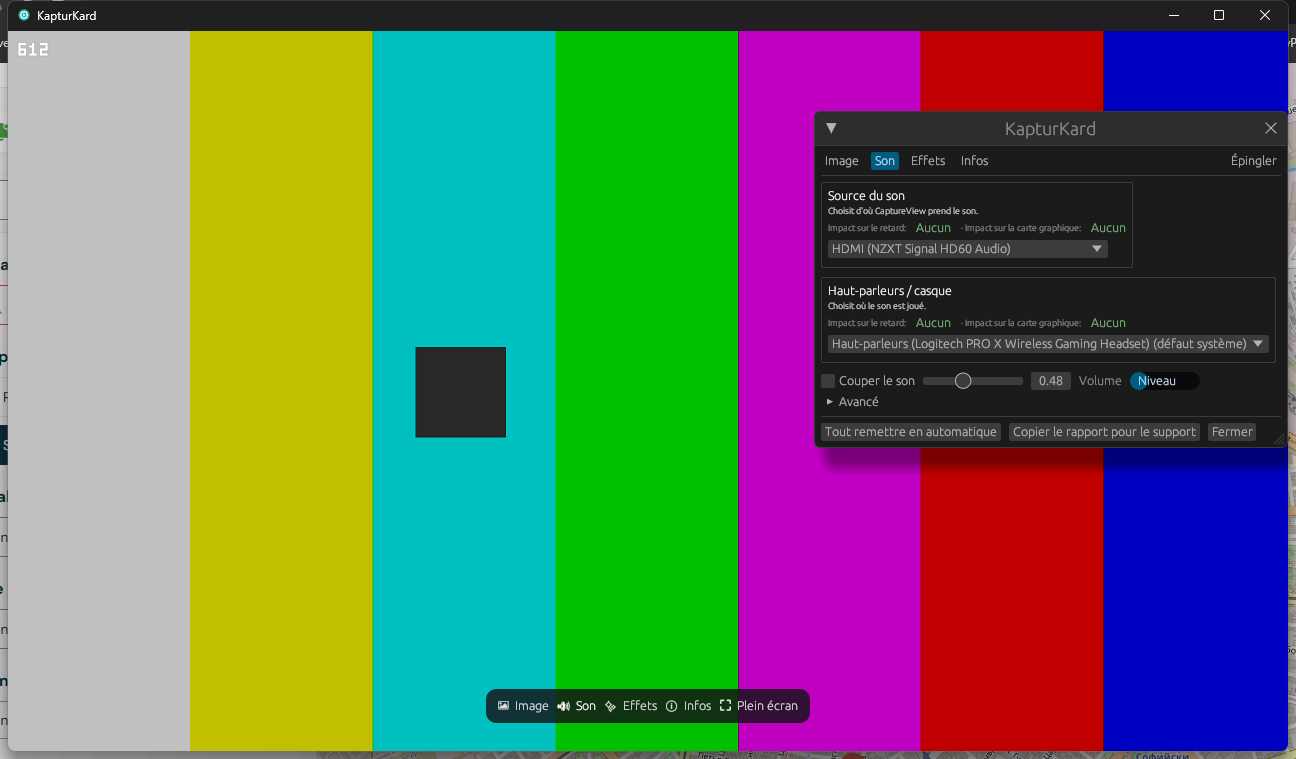 KapturKard
612
KapturKard
Image Son Effets Infos Épingler
Source du son
Choisit d'où CaptureView prend le son.
Impact sur le retard: Aucun - Impact sur la carte graphique: Aucun
HDMI (NZXT Signal HD60 Audio)
Haut-parleurs / casque
Choisit où le son est joué.
Impact sur le retard: Aucun - Impact sur la carte graphique: Aucun
Haut-parleurs (Logitech PRO X Wireless Gaming Headset) (défaut système)
Couper le son 0.48 Volume Niveau
Avancé
Tout remettre en automatique Copier le rapport pour le support Fermer
Image Son Effets Infos Plein écran